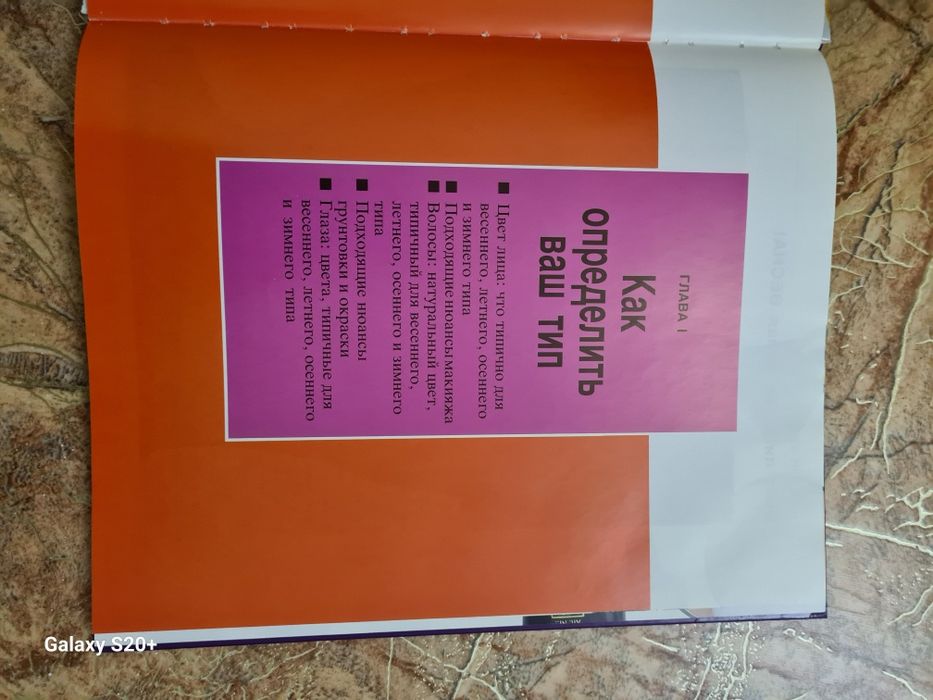 ГЛАВА I
Как
определить
ваш тип
■ Цвет лица: что типично для
весеннего, летнего, осеннего
и зимнего типа
■ Подходящие нюансы макияжа
■ Волосы: натуральный цвет,
типичный для весеннего,
летнего, осеннего и зимнего
типа
■ Подходящие нюансы
грунтовки и окраски
■ Глаза: цвета, типичные для
весеннего, летнего, осеннего
и зимнего типа
Galaxy S20+